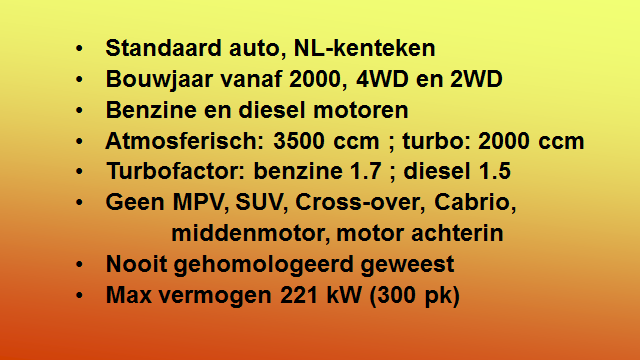 • Standaard auto, NL-kenteken
• Bouwjaar vanaf 2000, 4WD en 2WD
• Benzine en diesel motoren
• Atmosferisch: 3500 ccm ; turbo: 2000 ccm
• Turbofactor: benzine 1.7 ; diesel 1.5
• Geen MPV, SUV, Cross-over, Cabrio,
middenmotor, motor achterin
• Nooit gehomologeerd geweest
• Max vermogen 221 kW (300 pk)